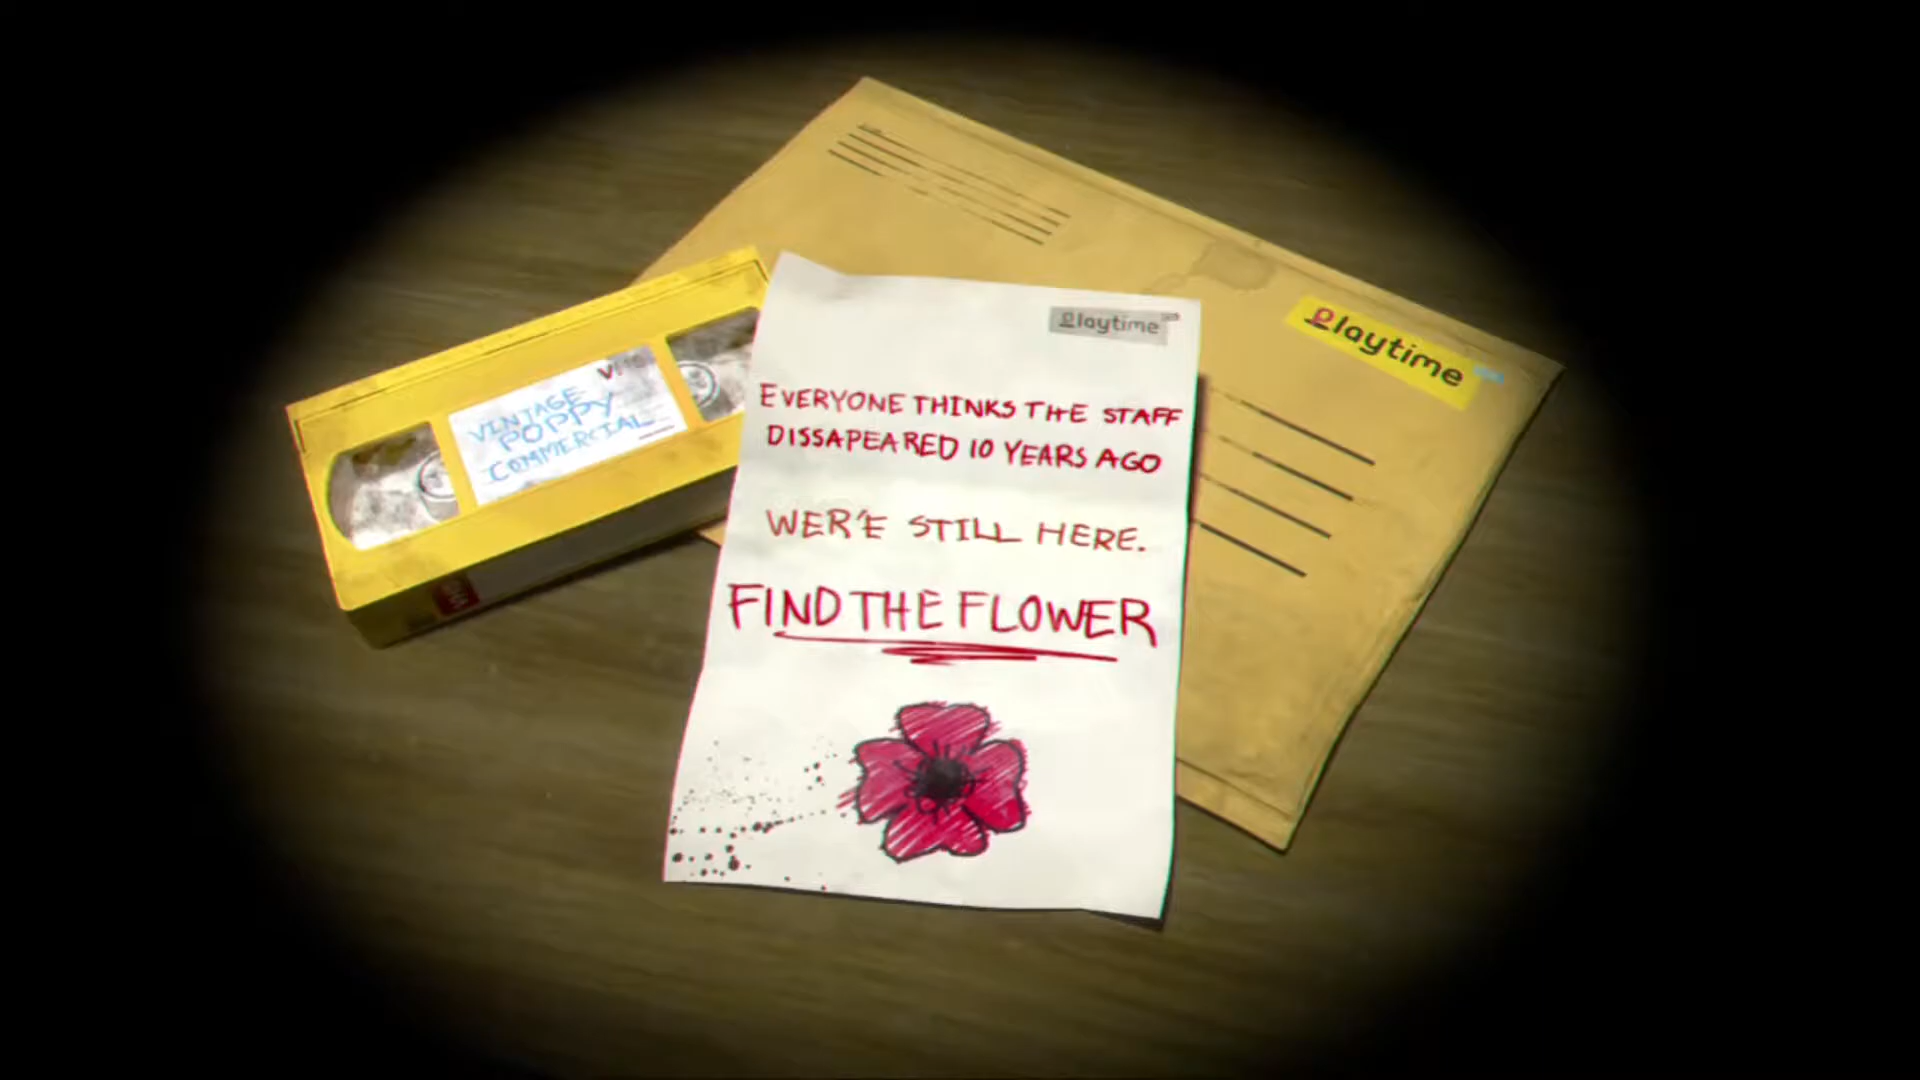 Playtime
Playtime
VINTAGE
POPPY
COMMERCIAL
EVERYONE THINKS THE STAFF
DISSAPEARED 10 YEARS AGO
WER'E STILL HERE.
FIND THE FLOWER